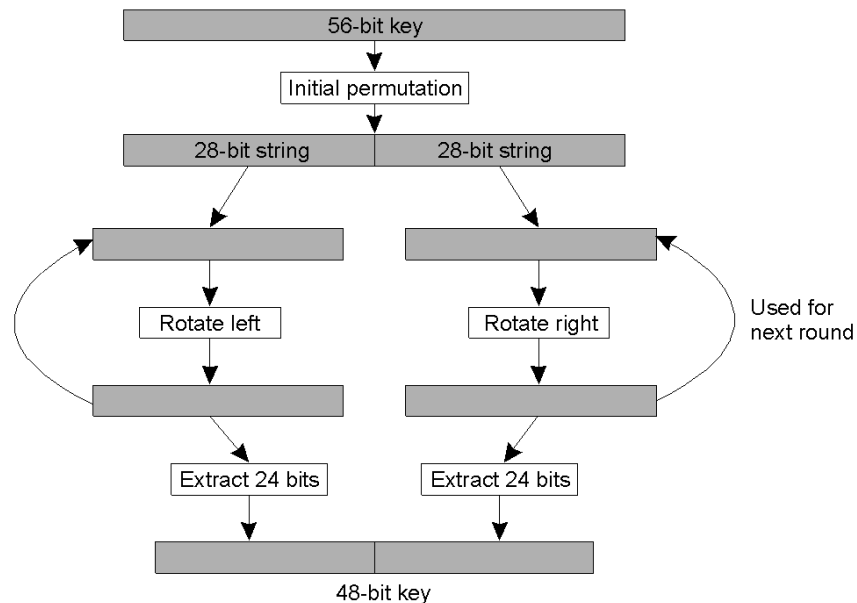 56-bit key
Initial permutation
28-bit string
28-bit string
Rotate left
Rotate right
Used for
next round
Extract 24 bits
Extract 24 bits
48-bit key